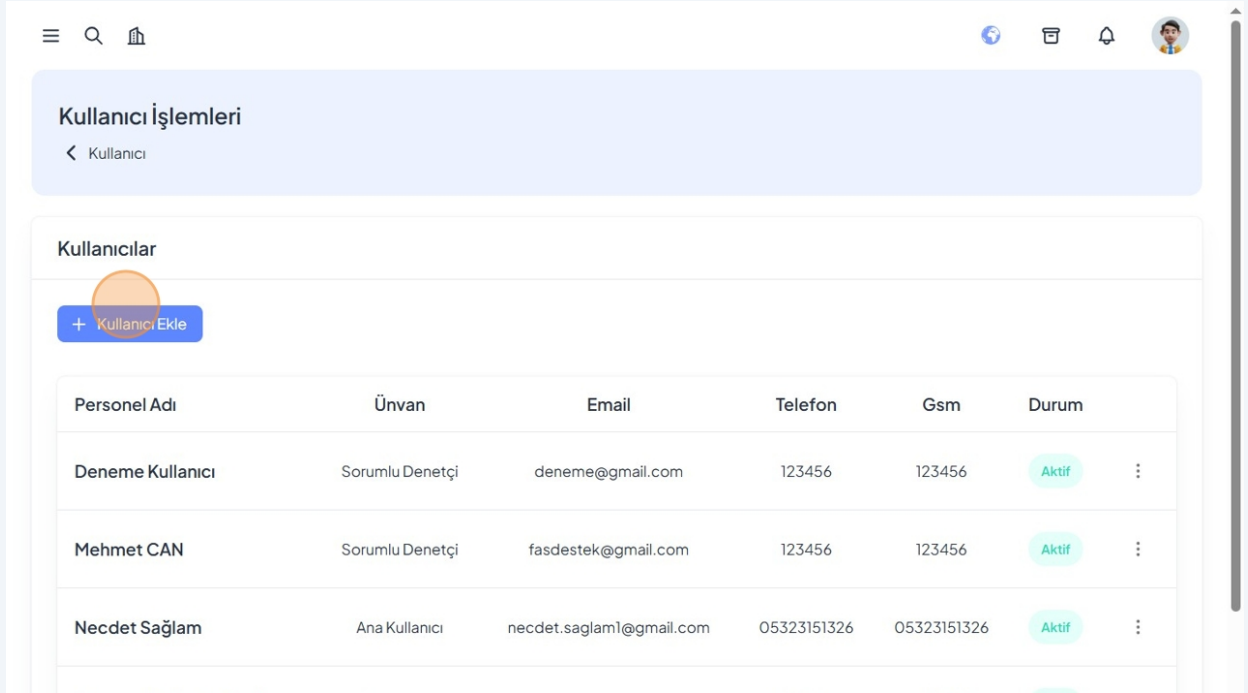 Kullanıcı İşlemleri
Kullanıcı
Kullanıcılar
+ Kullanıcı Ekle
Personel Adı Ünvan Email Telefon Gsm Durum
Deneme Kullanıcı Sorumlu Denetçi deneme@gmail.com 123456 123456 Aktif
Mehmet CAN Sorumlu Denetçi fasdestek@gmail.com 123456 123456 Aktif
Necdet Sağlam Ana Kullanıcı necdet.saglam1@gmail.com 05323151326 05323151326 Aktif